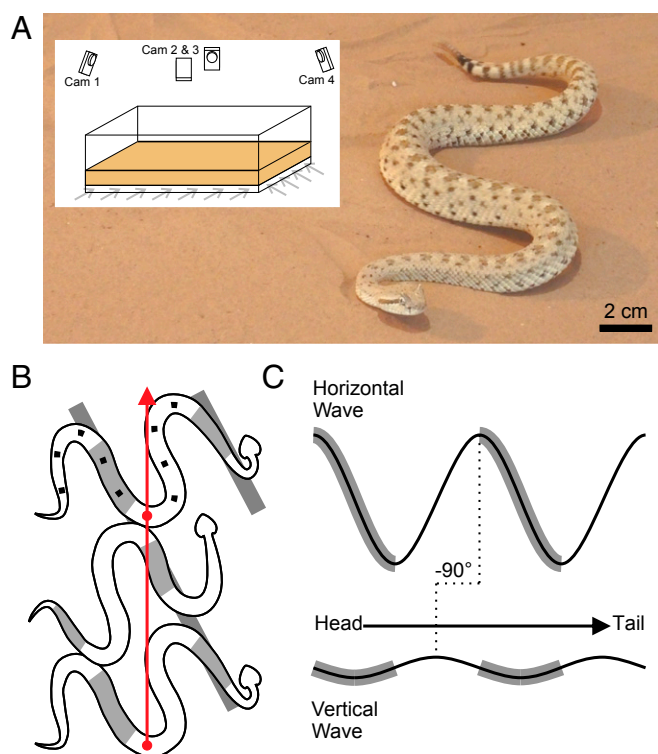 A
Cam 1
Cam 2 & 3
Cam 4
2 cm
B
C
Horizontal
Wave
-90°
Head
Tail
Vertical
Wave